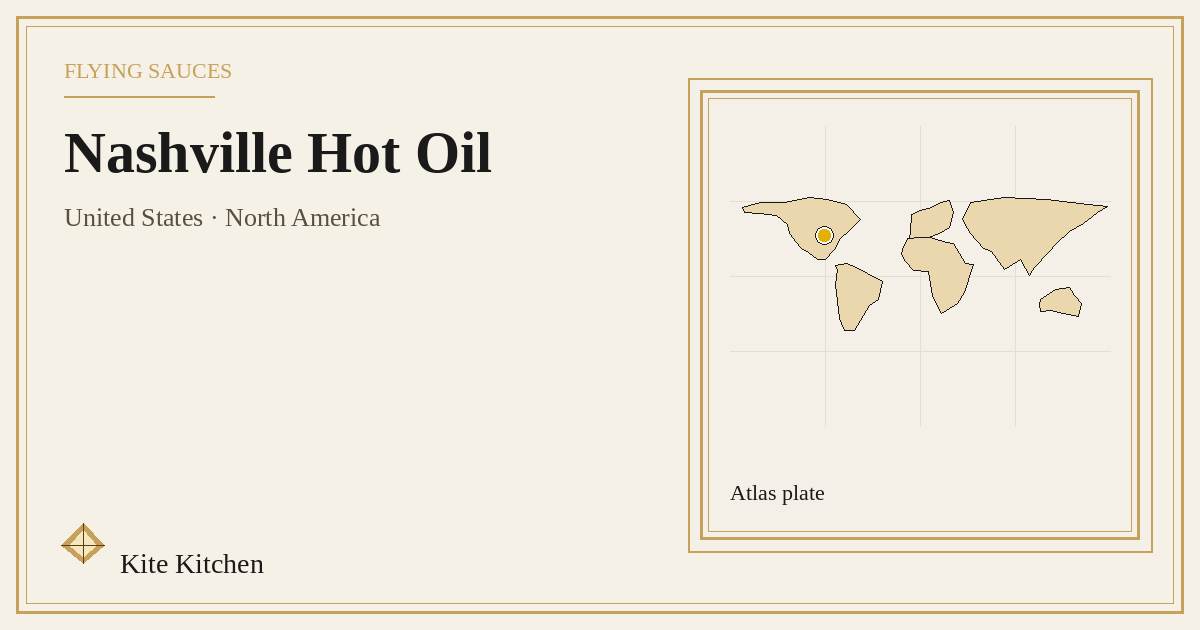 FLYING SAUCES
Nashville Hot Oil
United States · North America
Atlas plate
Kite Kitchen